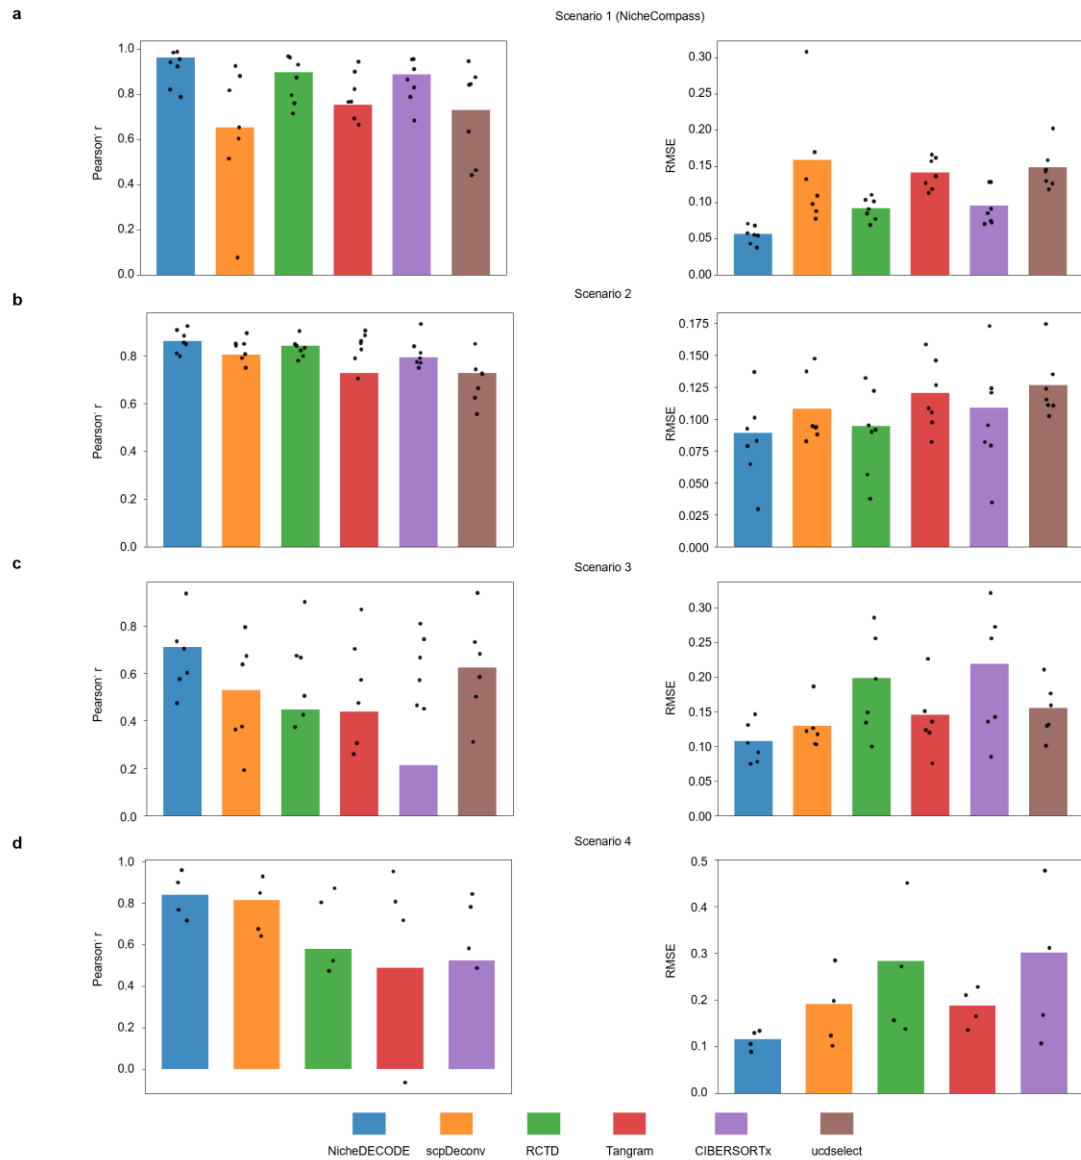 a
Scenario 1 (NicheCompass)
Pearson' r
1.0
0.8
0.6
0.4
0.2
0.0
RMSE
0.30
0.25
0.20
0.15
0.10
0.05
0.00
b
Scenario 2
Pearson' r
0.8
0.6
0.4
0.2
0.0
RMSE
0.175
0.150
0.125
0.100
0.075
0.050
0.025
0.000
c
Scenario 3
Pearson' r
0.8
0.6
0.4
0.2
0.0
RMSE
0.30
0.25
0.20
0.15
0.10
0.05
0.00
d
Scenario 4
Pearson' r
1.0
0.8
0.6
0.4
0.2
0.0
RMSE
0.5
0.4
0.3
0.2
0.1
0.0
NicheDECODE scpDeconv RCTD Tangram CIBERSORTx ucdselect